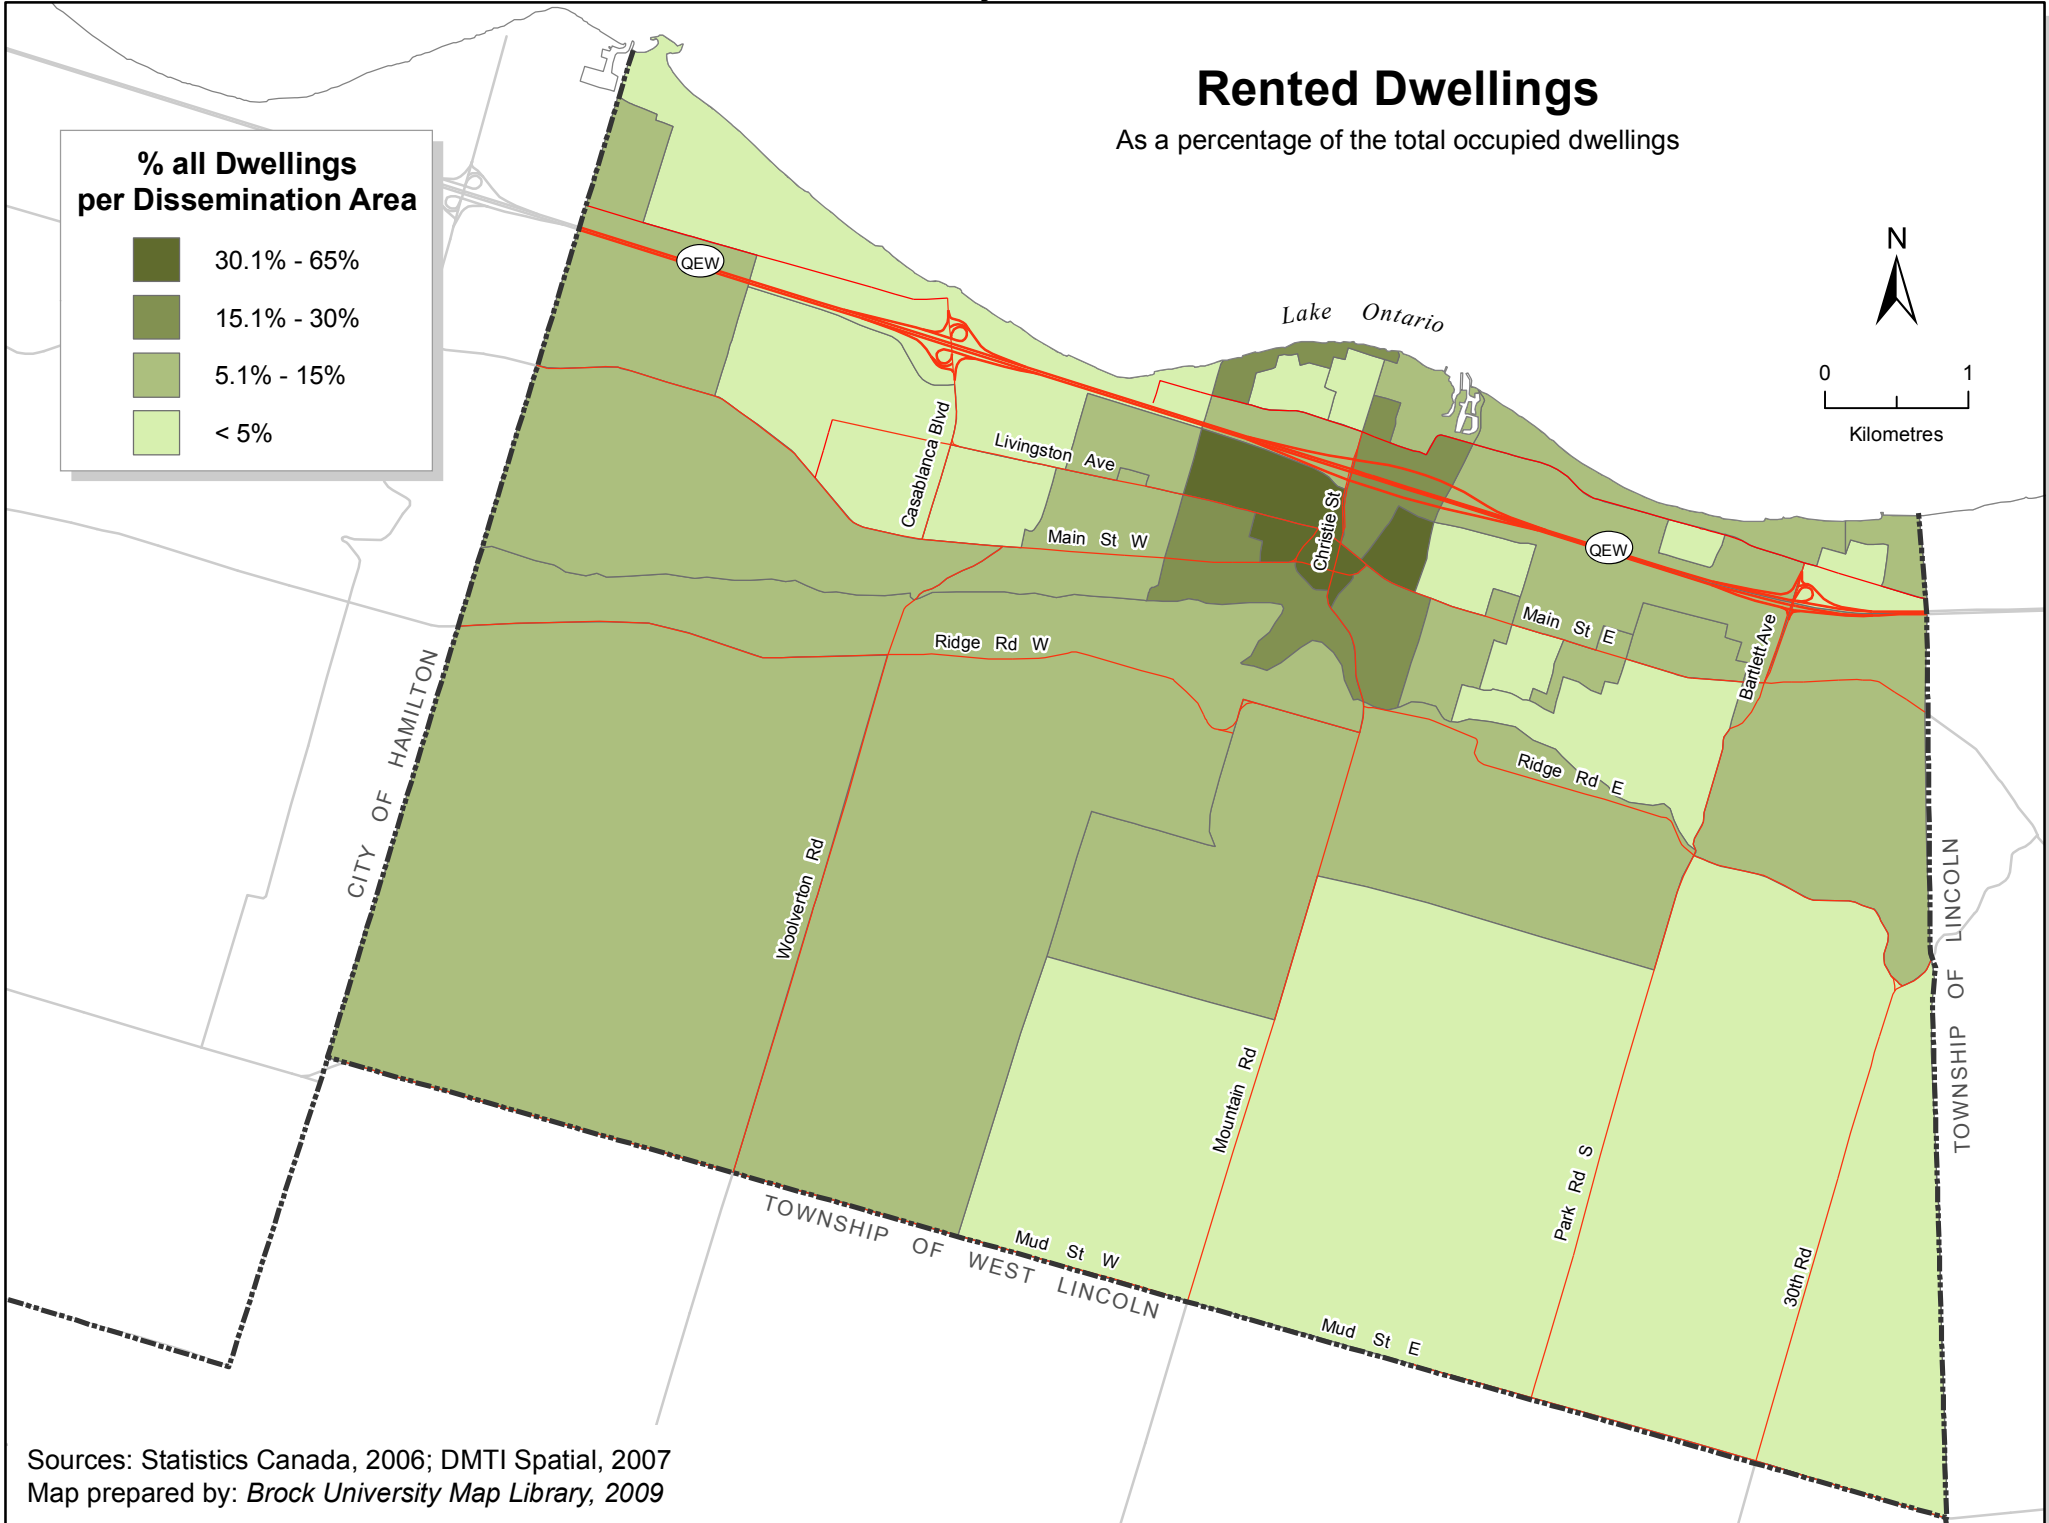 Rented Dwellings
As a percentage of the total occupied dwellings
% all Dwellings
per Dissemination Area
30.1% - 65%
15.1% - 30%
5.1% - 15%
< 5%
N
0 1
Kilometres
QEW
Lake Ontario
Casablanca Blvd
Livingston Ave
Christie St
Main St W
QEW
Main St E
Bartlett Ave
Ridge Rd W
Ridge Rd E
CITY OF HAMILTON
Woolverton Rd
TOWNSHIP OF LINCOLN
Mountain Rd
Park Rd S
30th Rd
TOWNSHIP OF WEST LINCOLN
Mud St W
Mud St E
Sources: Statistics Canada, 2006; DMTI Spatial, 2007
Map prepared by: Brock University Map Library, 2009